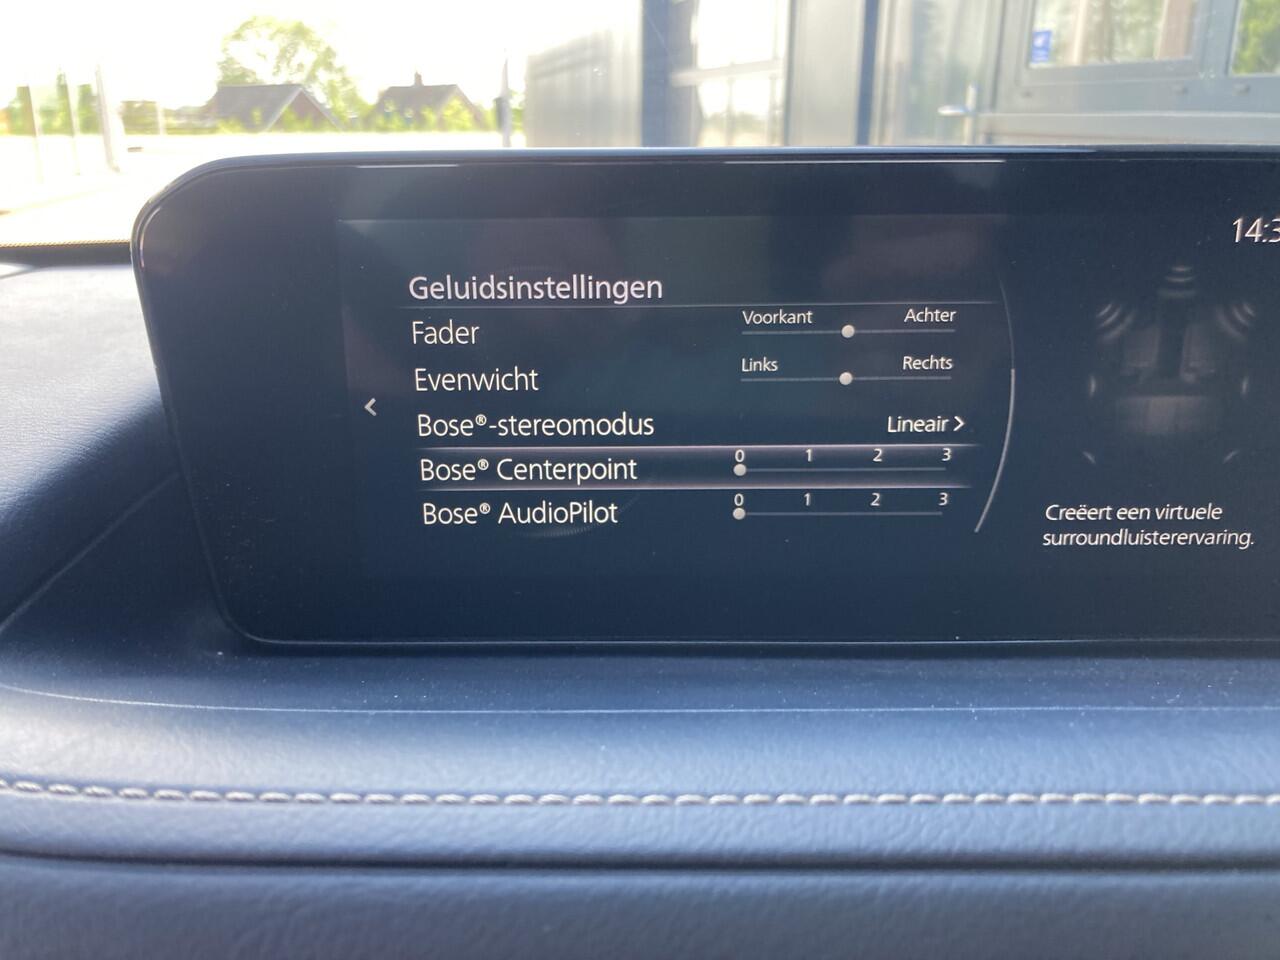 14:3
Geluidsinstellingen
Fader
Voorkant Achter
Evenwicht
Links Rechts
Bose®-stereomodus Lineair >
Bose® Centerpoint
0 1 2 3
Bose® AudioPilot
0 1 2 3
Creëert een virtuele
surroundluisterervaring.